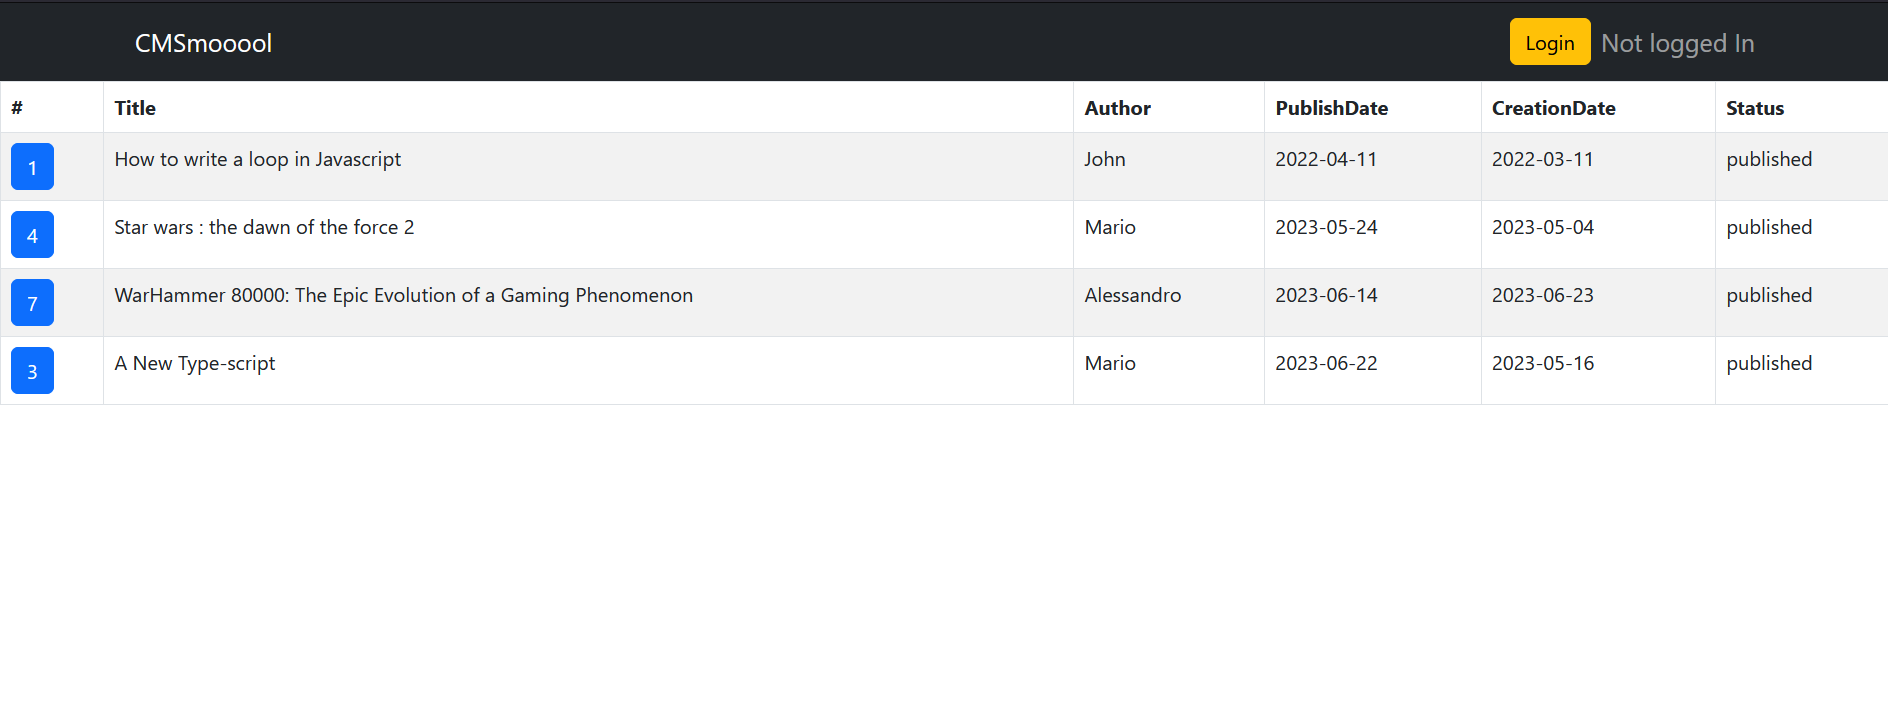 CMSmooool Login Not logged In
# Title Author PublishDate CreationDate Status
1 How to write a loop in Javascript John 2022-04-11 2022-03-11 published
4 Star wars : the dawn of the force 2 Mario 2023-05-24 2023-05-04 published
7 WarHammer 80000: The Epic Evolution of a Gaming Phenomenon Alessandro 2023-06-14 2023-06-23 published
3 A New Type-script Mario 2023-06-22 2023-05-16 published